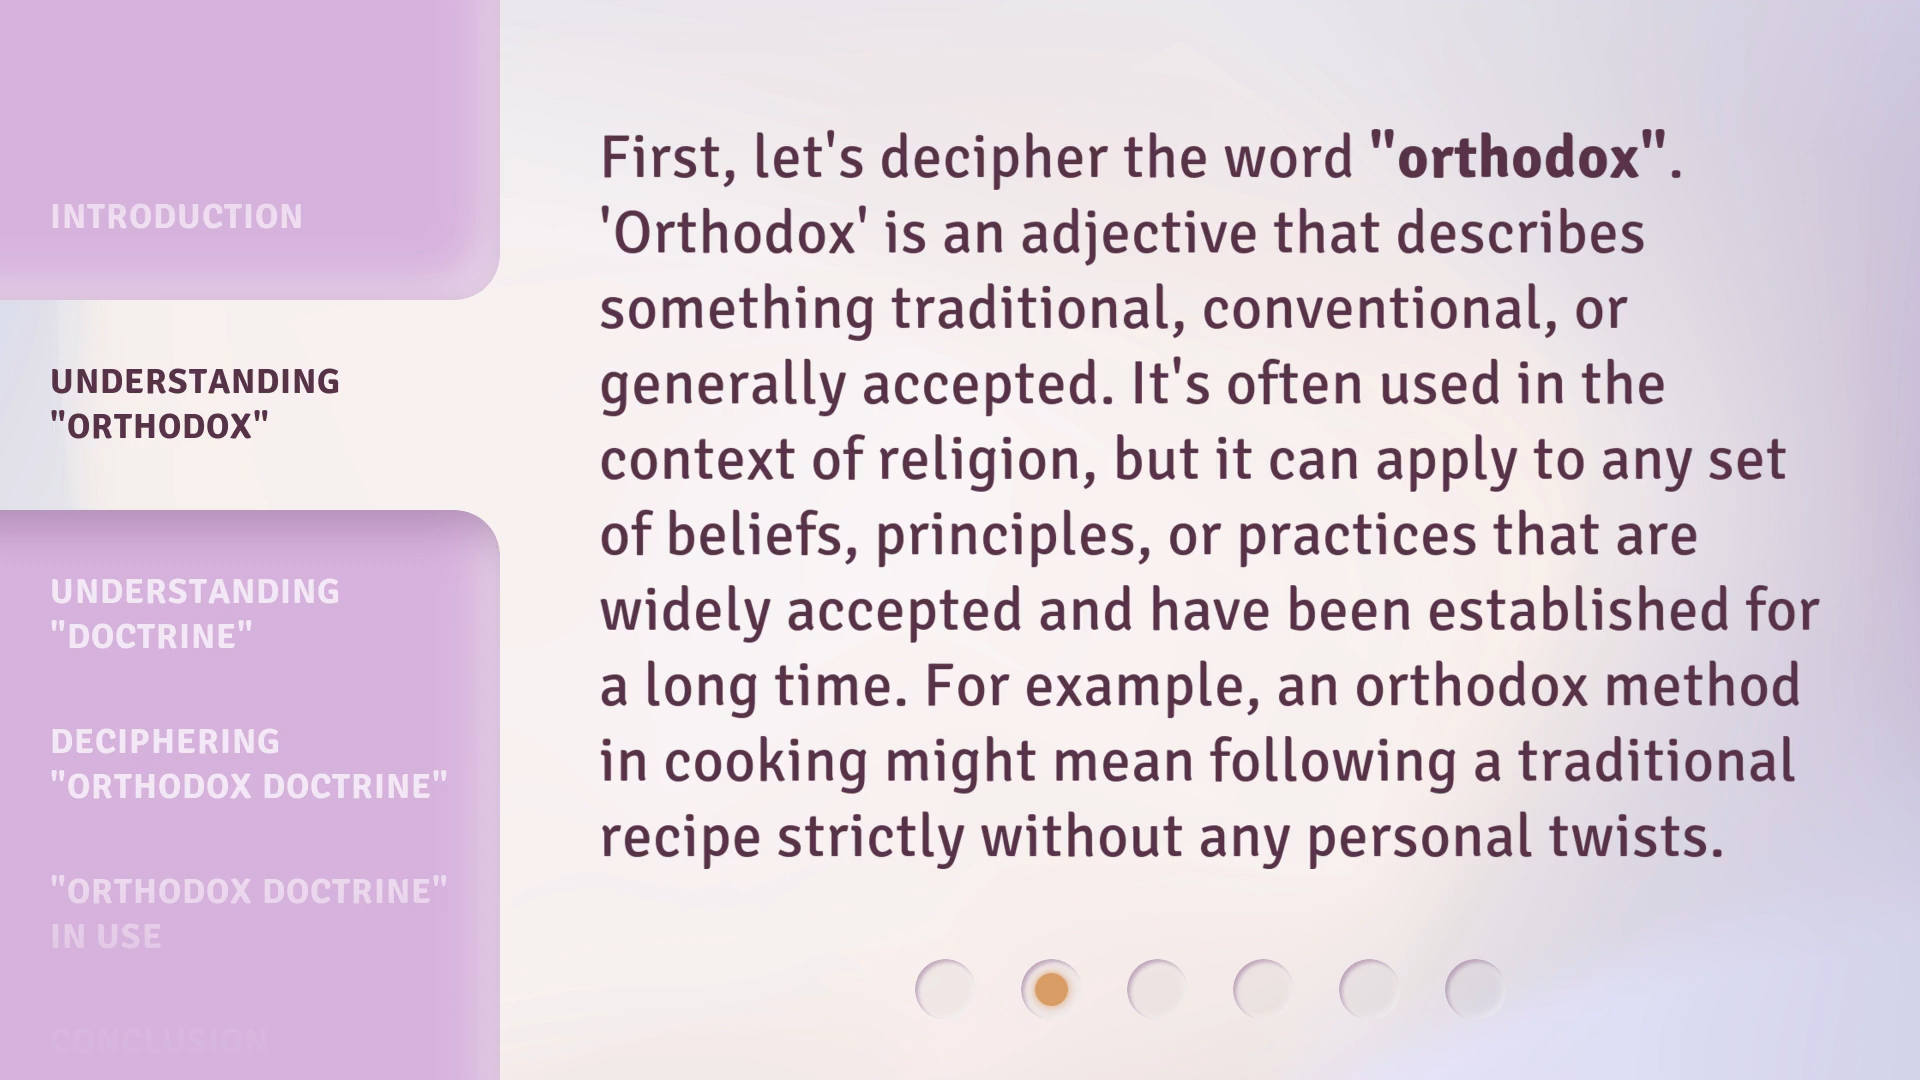 INTRODUCTION
UNDERSTANDING
"ORTHODOX"
UNDERSTANDING
"DOCTRINE"
DECIPHERING
"ORTHODOX DOCTRINE"
"ORTHODOX DOCTRINE"
IN USE
CONCLUSION
First, let's decipher the word "orthodox".
'Orthodox' is an adjective that describes
something traditional, conventional, or
generally accepted. It's often used in the
context of religion, but it can apply to any set
of beliefs, principles, or practices that are
widely accepted and have been established for
a long time. For example, an orthodox method
in cooking might mean following a traditional
recipe strictly without any personal twists.